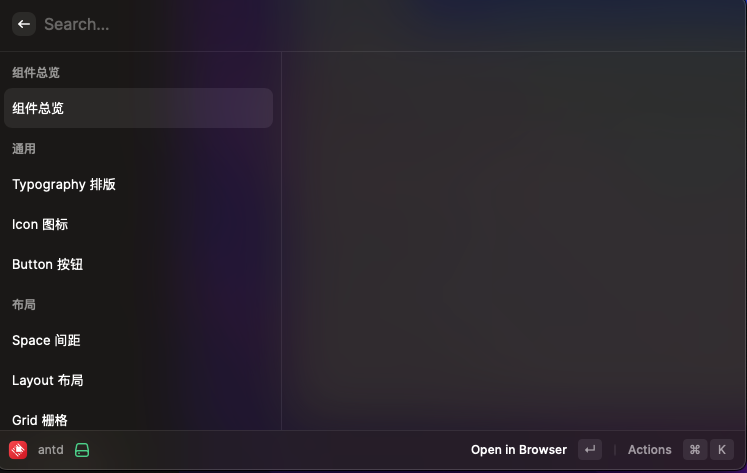 Search...
组件总览
组件总览
通用
Typography 排版
Icon 图标
Button 按钮
布局
Space 间距
Layout 布局
Grid 栅格
antd
Open in Browser ↵ | Actions ⌘ K